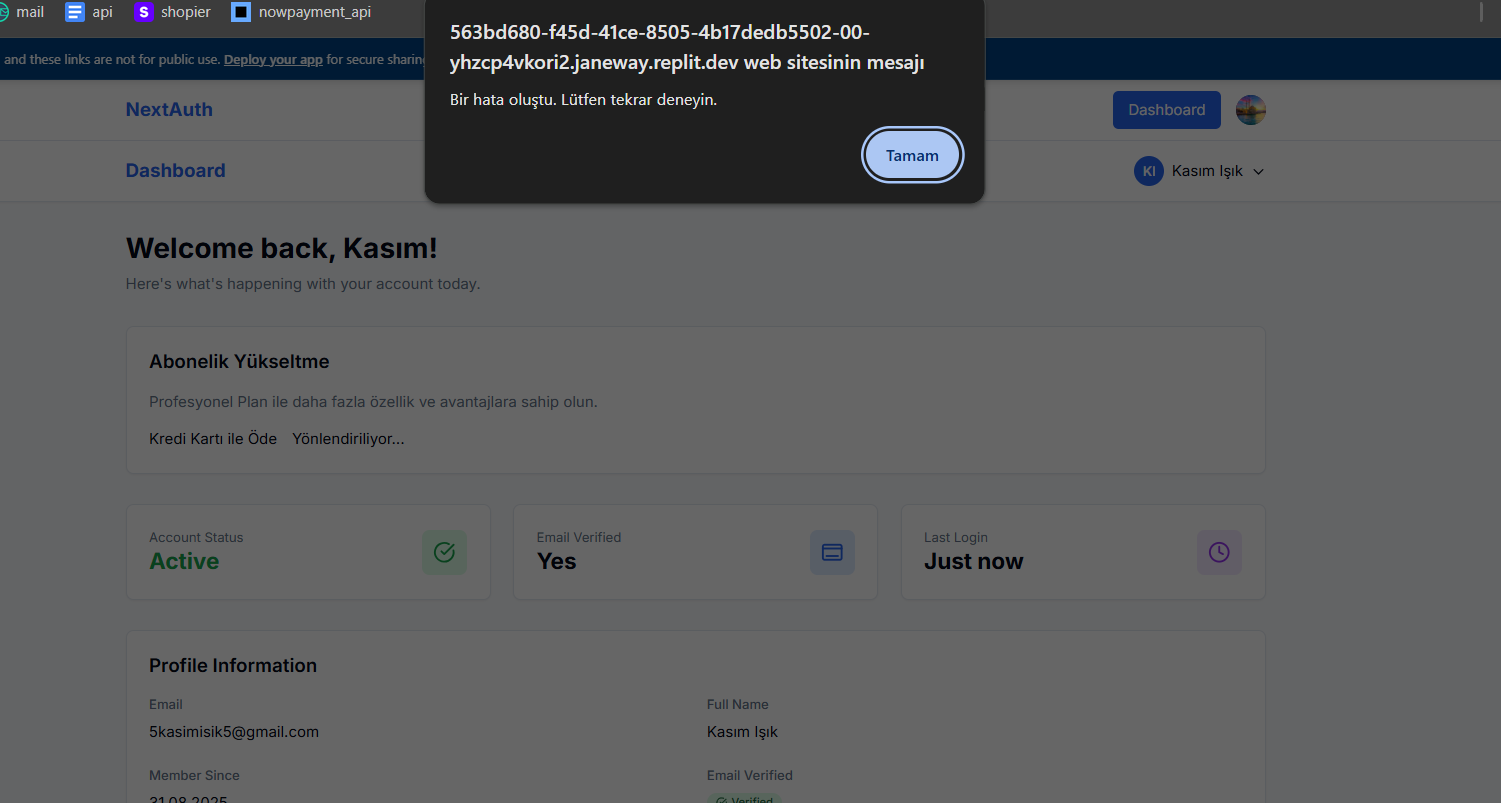 mail api S shopier nowpayment_api
563bd680-f45d-41ce-8505-4b17dedb5502-00-
yhzcp4vkori2.janeway.replit.dev web sitesinin mesajı
and these links are not for public use. Deploy your app for secure sharing
Bir hata oluştu. Lütfen tekrar deneyin.
Tamam
NextAuth
Dashboard
Dashboard
KI Kasım Işık
Welcome back, Kasım!
Here's what's happening with your account today.
Abonelik Yükseltme
Profesyonel Plan ile daha fazla özellik ve avantajlara sahip olun.
Kredi Kartı ile Öde Yönlendiriliyor...
Account Status
Active
Email Verified
Yes
Last Login
Just now
Profile Information
Email
5kasimisik5@gmail.com
Full Name
Kasım Işık
Member Since
31.08.2025
Email Verified
Verified